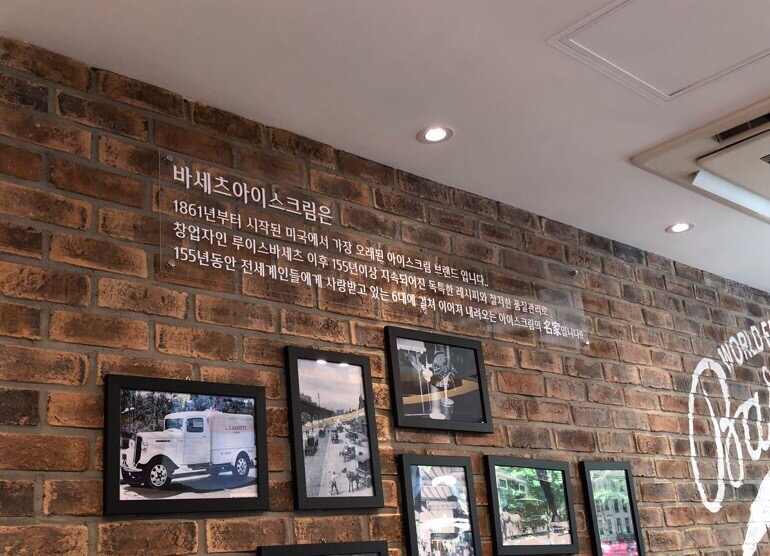 바세츠아이스크림은
1861년부터 시작된 미국에서 가장 오래된 아이스크림 브랜드 입니다..
창업자인 루이스바세츠 이후 155년이상 지속되어진 독특한 레시피와 철저한 품질관리로
155년동안 전세계인들에게 사랑받고 있는 6대에 걸쳐 이어져 내려오는 아이스크림의 名家입니다!!
L.D. BASSETT
WORLD
Ba